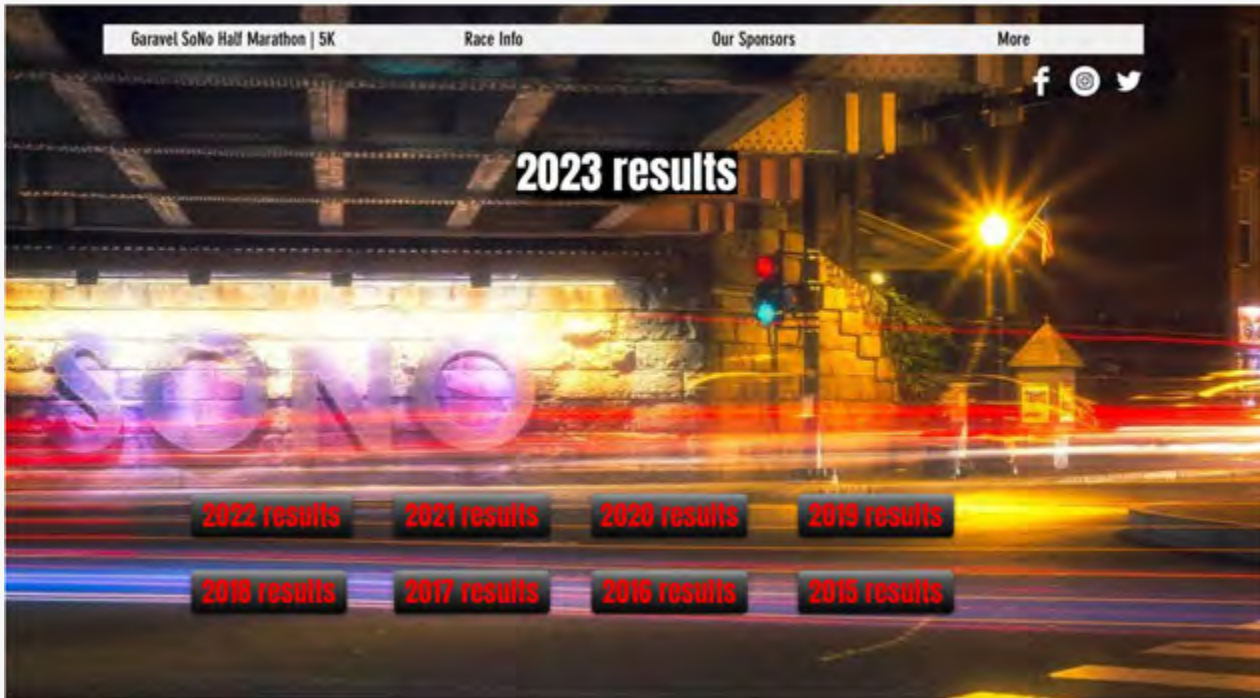 Garavel SoNo Half Marathon | 5K Race Info Our Sponsors More
2023 results
SONO
2022 results 2021 results 2020 results 2019 results
2018 results 2017 results 2016 results 2015 results